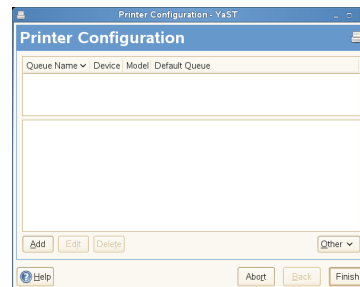 Printer Configuration - YaST
Printer Configuration
Queue Name Device Model Default Queue
Add Edit Delete Other
Help Abort Back Finish